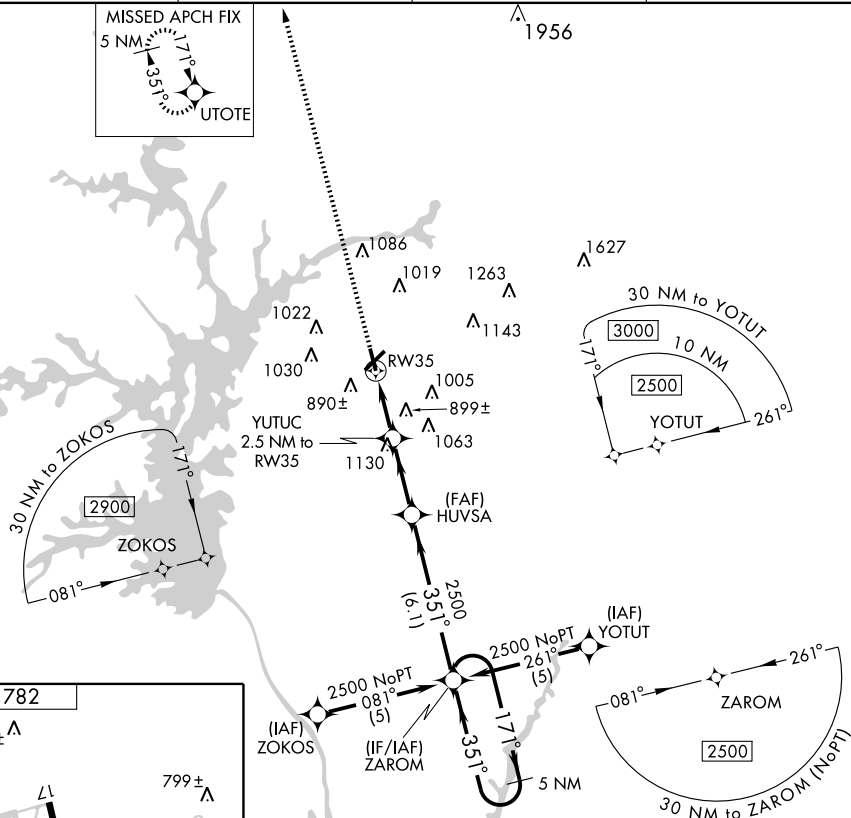 MISSED APCH FIX
5 NM
171°
351°
UTOTE
1956
1086
1019
1263
1627
1022
1143
1030
RW35
890±
1005
899±
1063
YUTUC
2.5 NM to
RW35
1130
30 NM to YOTUT
3000
10 NM
2500
171°
YOTUT
261°
30 NM to ZOKOS
171°
2900
ZOKOS
081°
(FAF)
HUVSA
2500
351°
(6.1)
(IAF)
YOTUT
2500 NoPT
261°
(5)
2500 NoPT
081°
(5)
(IAF)
ZOKOS
(IF/IAF)
ZAROM
351°
171°
5 NM
081°
261°
ZAROM
2500
30 NM to ZAROM (NoPT)
782
±
799±
17